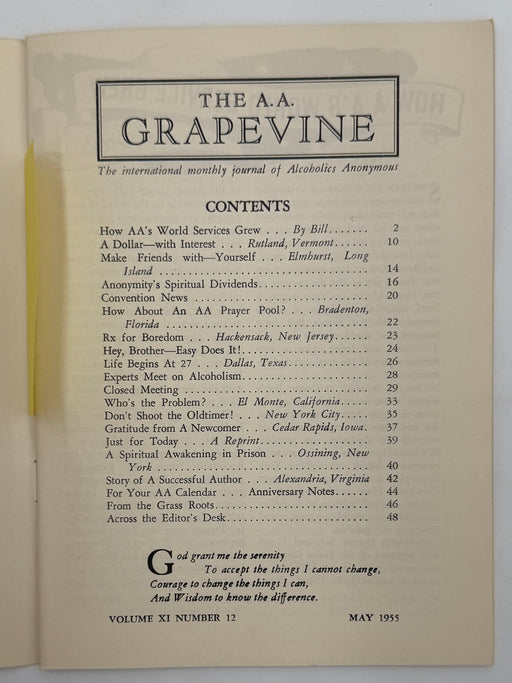 THE A.A.
GRAPEVINE
The international monthly journal of Alcoholics Anonymous
CONTENTS
How AA's World Services Grew . . . By Bill....... 2
A Dollar—with Interest . . . Rutland, Vermont...... 10
Make Friends with—Yourself . . . Elmhurst, Long
Island ..................................... 14
Anonymity's Spiritual Dividends................... 16
Convention News ................................ 20
How About An AA Prayer Pool? . . . Bradenton,
Florida .................................... 22
Rx for Boredom . . . Hackensack, New Jersey...... 23
Hey, Brother—Easy Does It!...................... 24
Life Begins At 27 . . . Dallas, Texas.............. 26
Experts Meet on Alcoholism...................... 28
Closed Meeting ................................. 29
Who's the Problem? . . . El Monte, California..... 33
Don't Shoot the Oldtimer! . . . New York City..... 35
Gratitude from A Newcomer . . . Cedar Rapids, Iowa. 37
Just for Today . . . A Reprint.................... 39
A Spiritual Awakening in Prison . . . Ossining, New
York ..................................... 40
Story of A Successful Author . . . Alexandria, Virginia 42
For Your AA Calendar . . . Anniversary Notes...... 44
From the Grass Roots........................... 46
Across the Editor's Desk......................... 48
God grant me the serenity
To accept the things I cannot change,
Courage to change the things I can,
And Wisdom to know the difference.
VOLUME XI NUMBER 12 MAY 1955